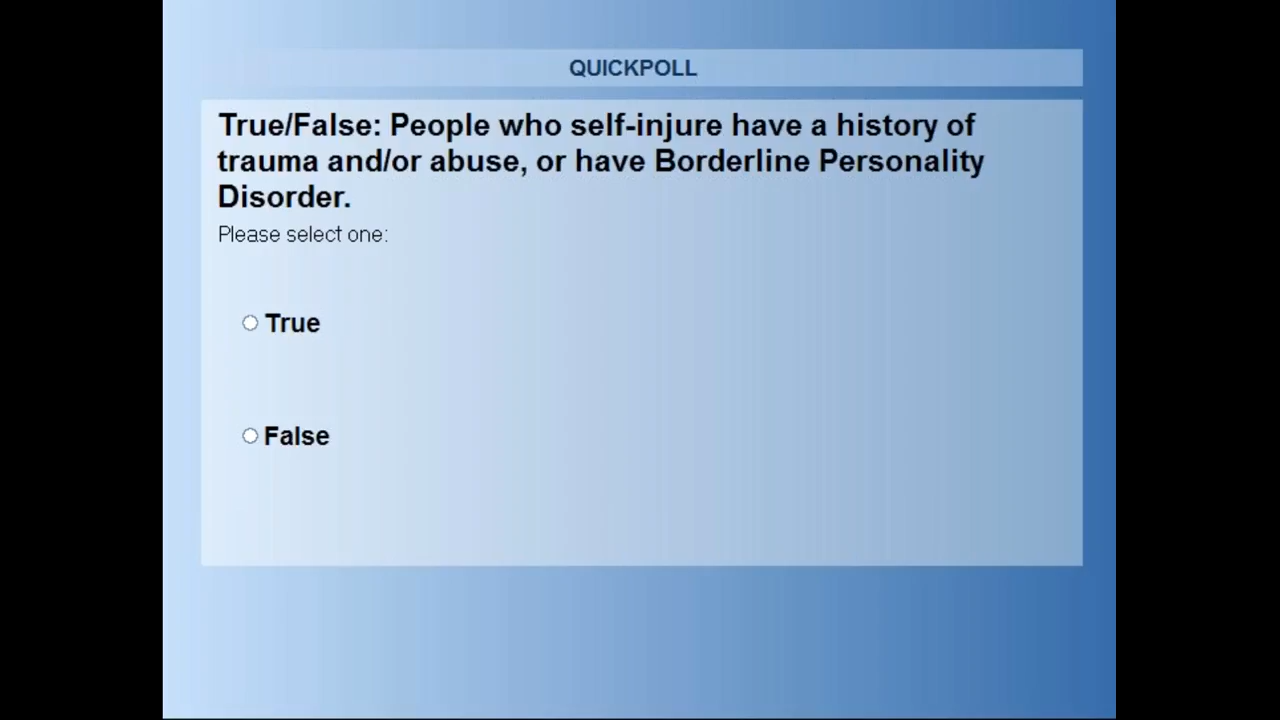 QUICKPOLL
True/False: People who self-injure have a history of
trauma and/or abuse, or have Borderline Personality
Disorder.
Please select one:
True
False